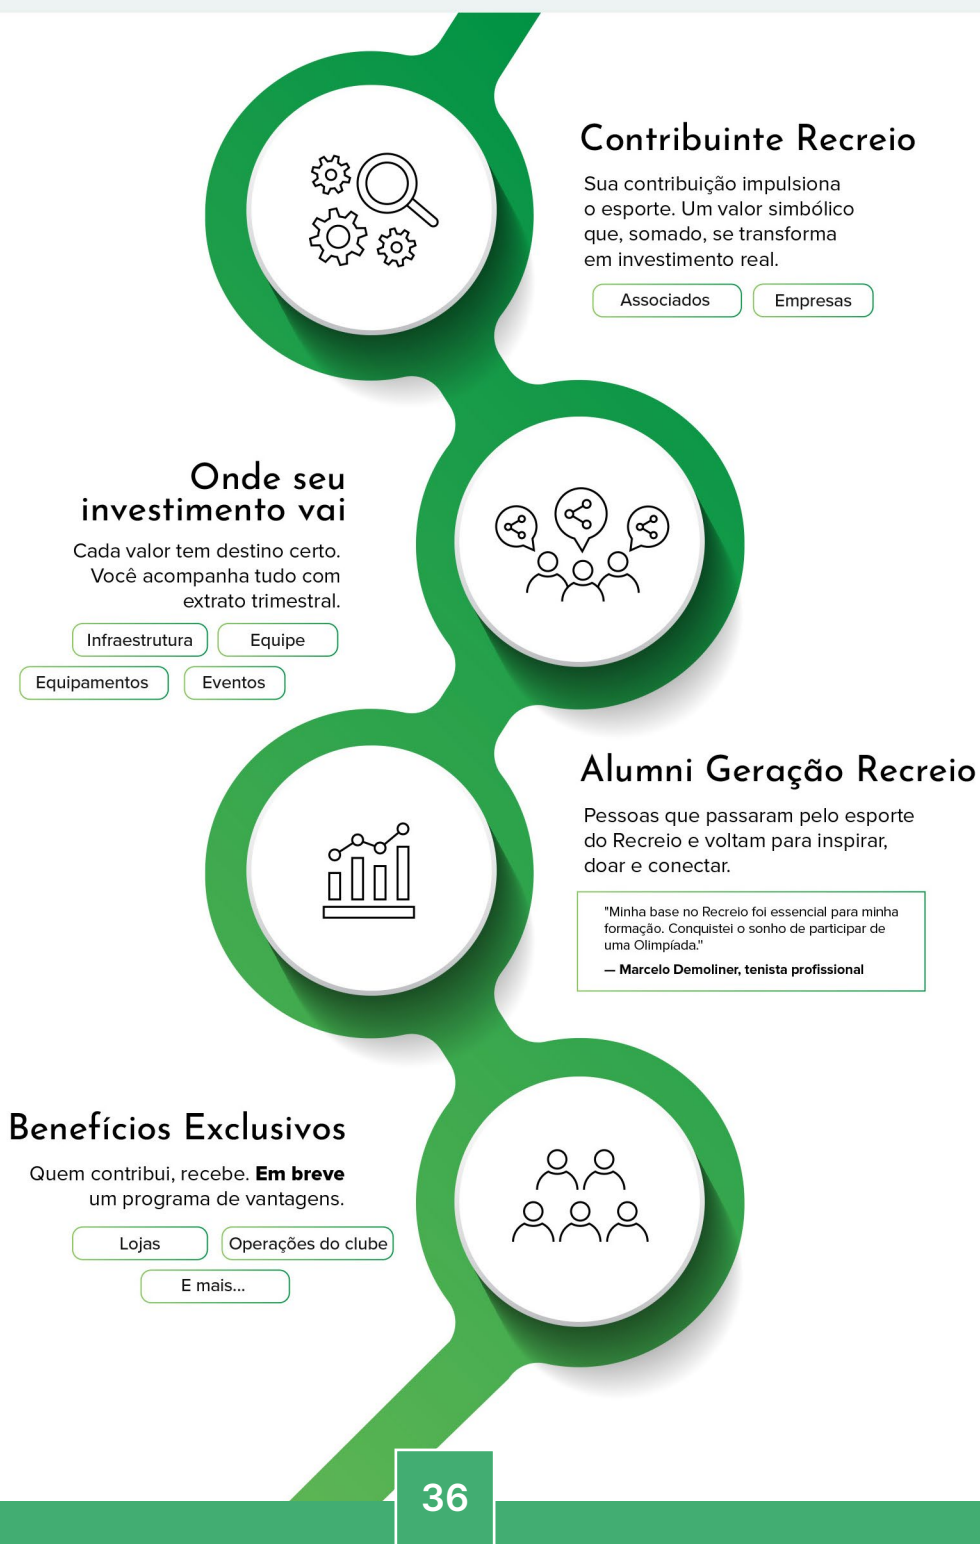 Contribuinte Recreio
Sua contribuição impulsiona
o esporte. Um valor simbólico
que, somado, se transforma
em investimento real.
Associados
Empresas
Onde seu
investimento vai
Cada valor tem destino certo.
Você acompanha tudo com
extrato trimestral.
Infraestrutura
Equipe
Equipamentos
Eventos
Alumni Geração Recreio
Pessoas que passaram pelo esporte
do Recreio e voltam para inspirar,
doar e conectar.
"Minha base no Recreio foi essencial para minha
formação. Conquistei o sonho de participar de
uma Olimpíada."
— Marcelo Demoliner, tenista profissional
Benefícios Exclusivos
Quem contribui, recebe. Em breve
um programa de vantagens.
Lojas
Operações do clube
E mais...
36